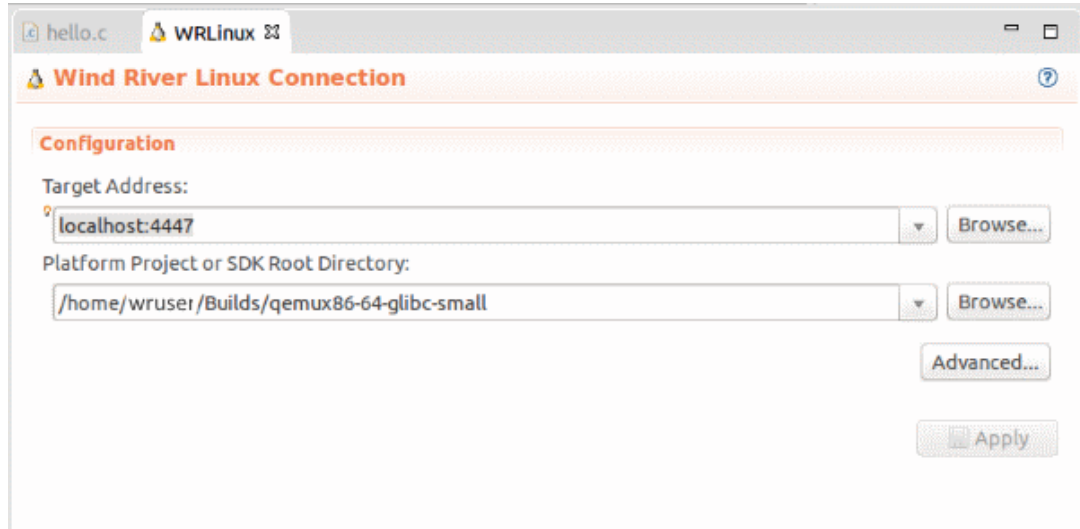 hello.c WRLinux
Wind River Linux Connection
Configuration
Target Address:
localhost:4447 Browse...
Platform Project or SDK Root Directory:
/home/wruser/Builds/qemux86-64-glibc-small Browse...
Advanced...
Apply